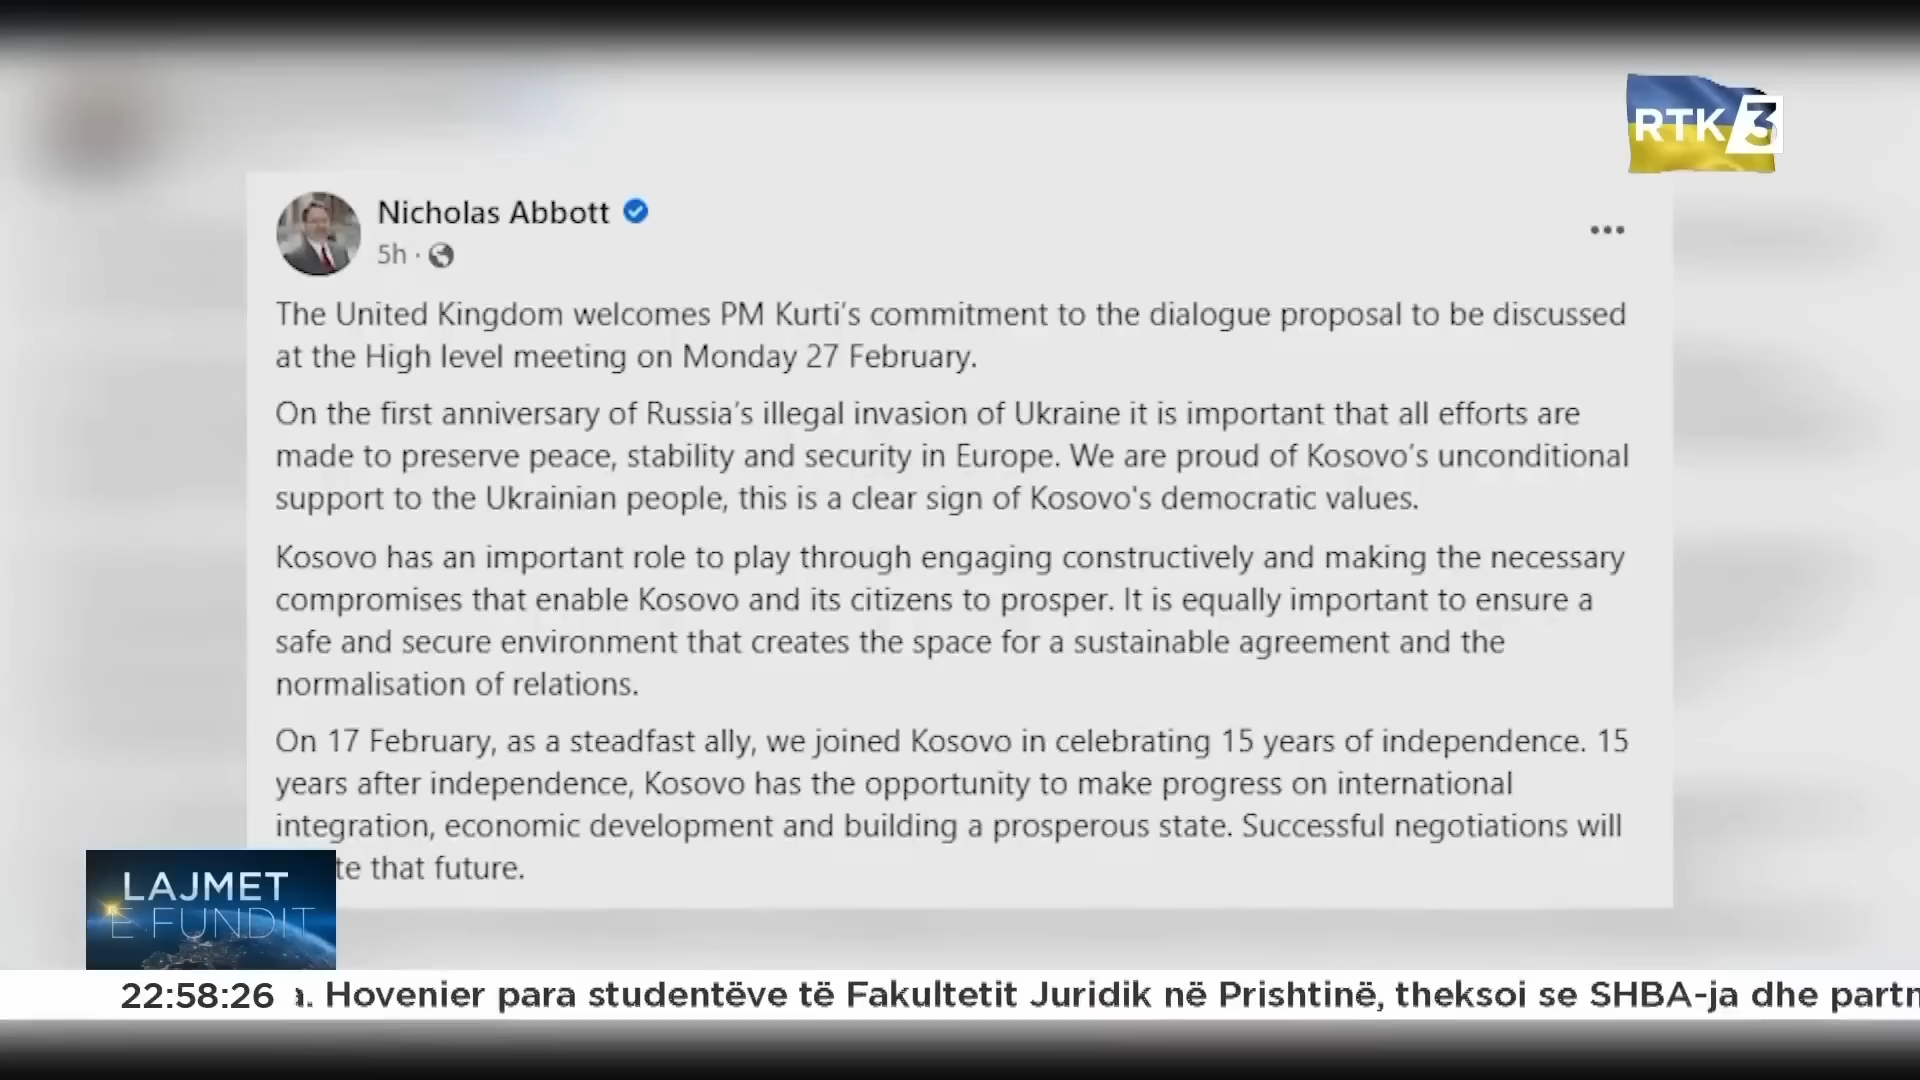 RTK 3
Nicholas Abbott
5h ·
The United Kingdom welcomes PM Kurti's commitment to the dialogue proposal to be discussed
at the High level meeting on Monday 27 February.
On the first anniversary of Russia's illegal invasion of Ukraine it is important that all efforts are
made to preserve peace, stability and security in Europe. We are proud of Kosovo's unconditional
support to the Ukrainian people, this is a clear sign of Kosovo's democratic values.
Kosovo has an important role to play through engaging constructively and making the necessary
compromises that enable Kosovo and its citizens to prosper. It is equally important to ensure a
safe and secure environment that creates the space for a sustainable agreement and the
normalisation of relations.
On 17 February, as a steadfast ally, we joined Kosovo in celebrating 15 years of independence. 15
years after independence, Kosovo has the opportunity to make progress on international
integration, economic development and building a prosperous state. Successful negotiations will
that future.
LAJMET
E FUNDIT
22:58:26 Hovenier para studentëve të Fakultetit Juridik në Prishtinë, theksoi se SHBA-ja dhe